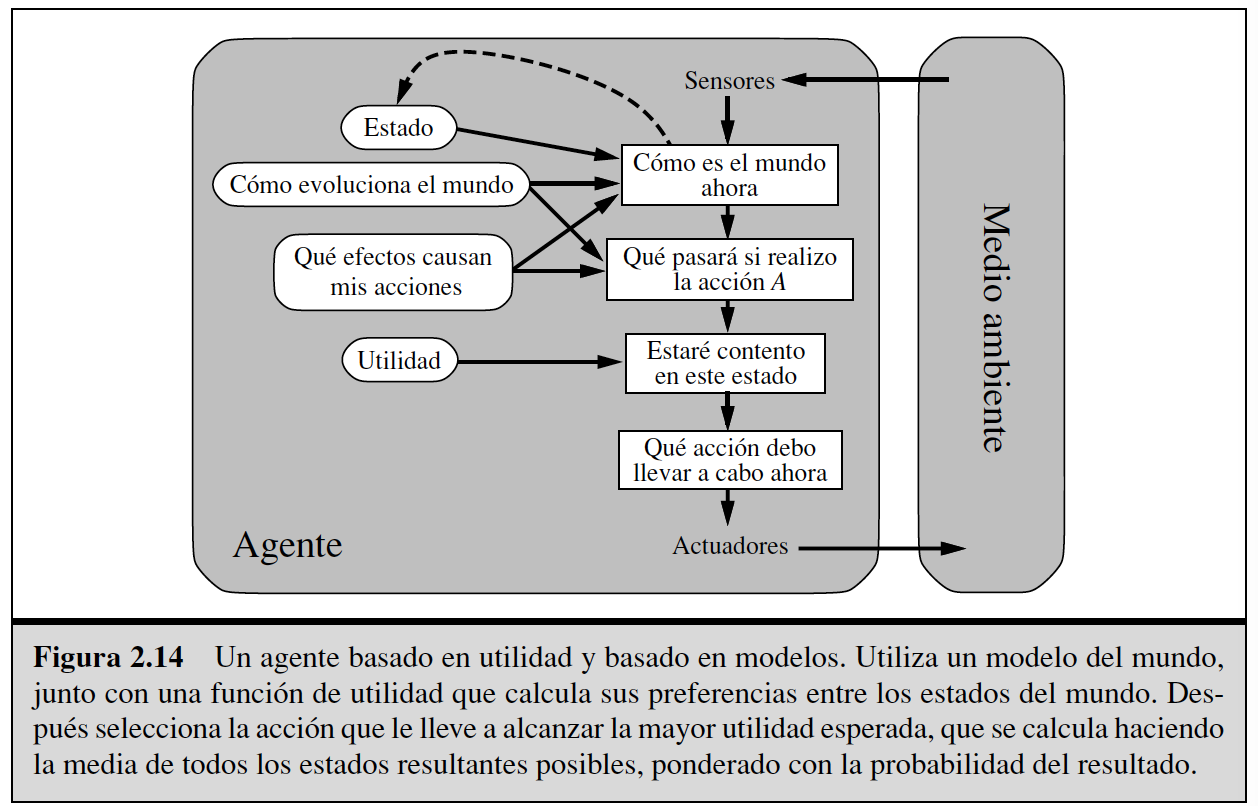 Sensores
Estado
Cómo es el mundo
ahora
Cómo evoluciona el mundo
Qué efectos causan
mis acciones
Qué pasará si realizo
la acción A
Utilidad
Estaré contento
en este estado
Qué acción debo
llevar a cabo ahora
Agente
Actuadores
Medio ambiente
Figura 2.14 Un agente basado en utilidad y basado en modelos. Utiliza un modelo del mundo,
junto con una función de utilidad que calcula sus preferencias entre los estados del mundo. Des-
pués selecciona la acción que le lleve a alcanzar la mayor utilidad esperada, que se calcula haciendo
la media de todos los estados resultantes posibles, ponderado con la probabilidad del resultado.